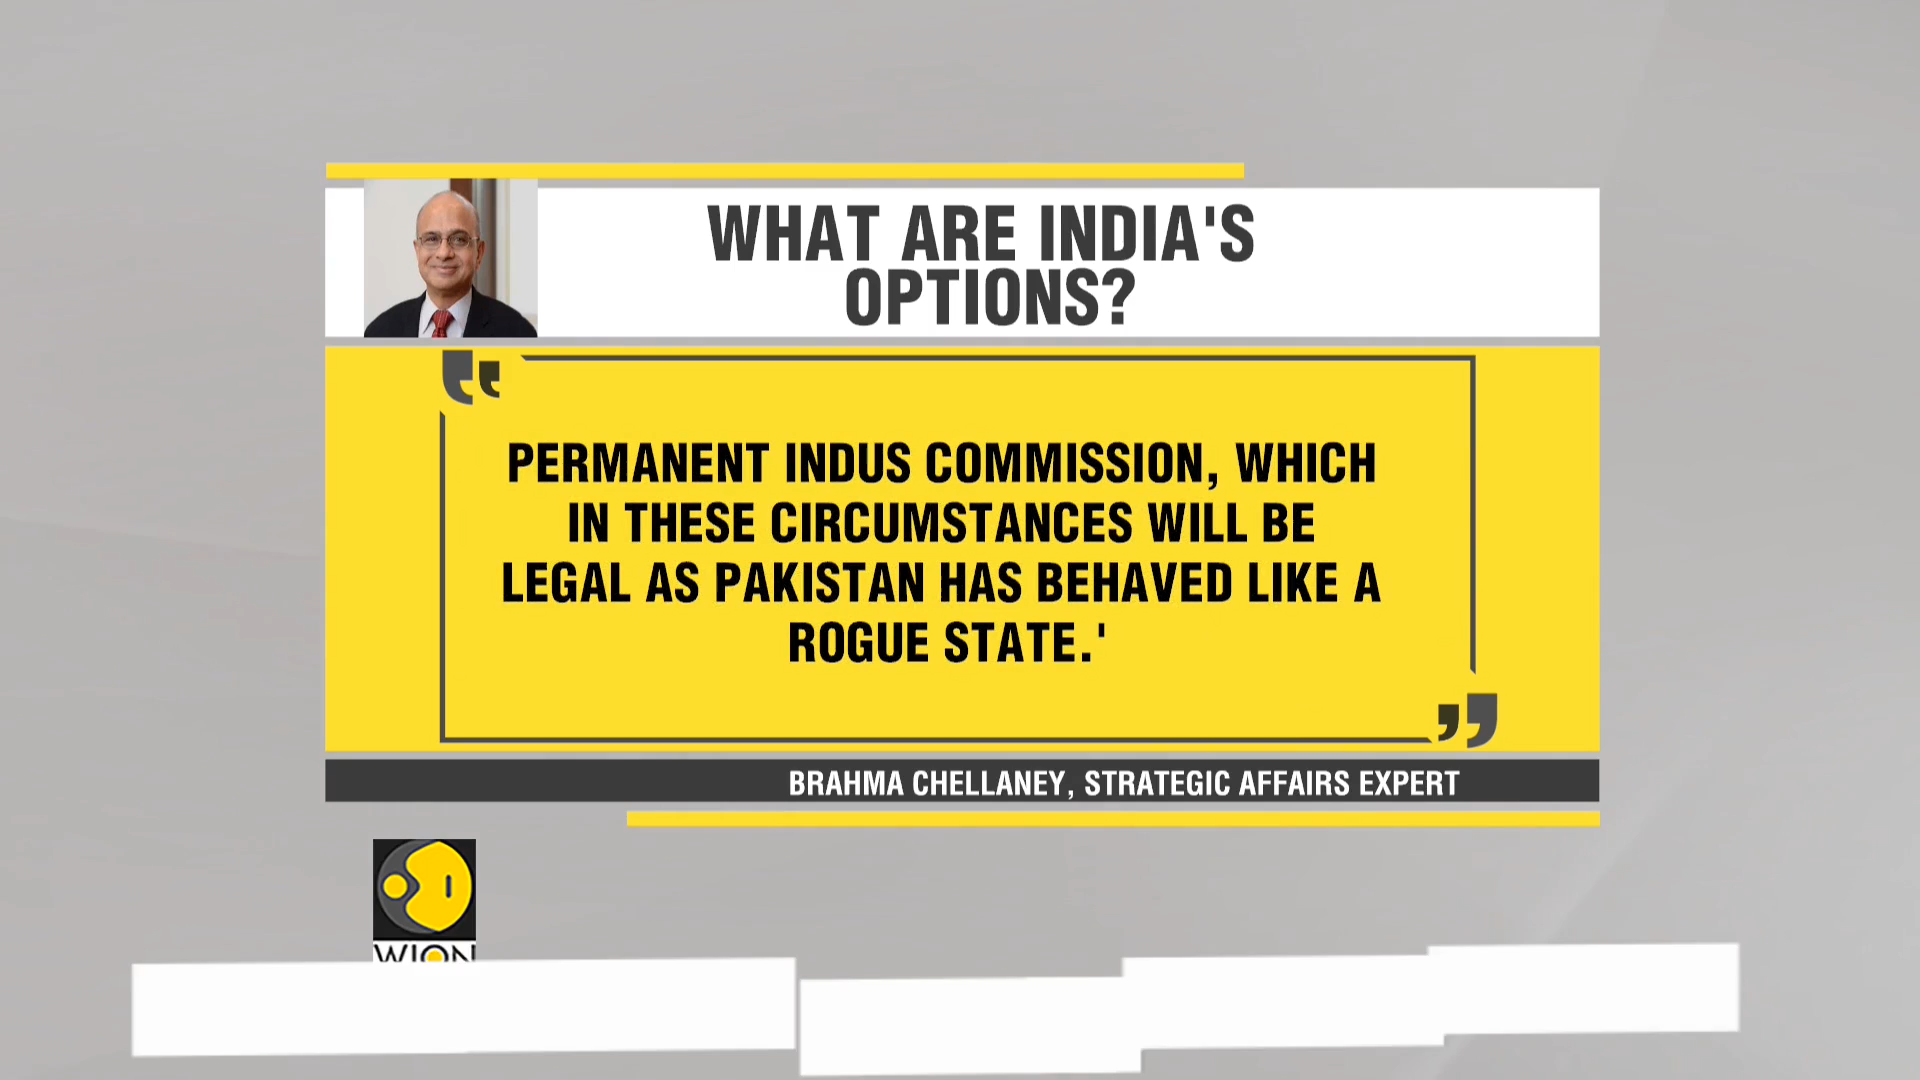 WHAT ARE INDIA'S
OPTIONS?
PERMANENT INDUS COMMISSION, WHICH
IN THESE CIRCUMSTANCES WILL BE
LEGAL AS PAKISTAN HAS BEHAVED LIKE A
ROGUE STATE.'
BRAHMA CHELLANEY, STRATEGIC AFFAIRS EXPERT
WION